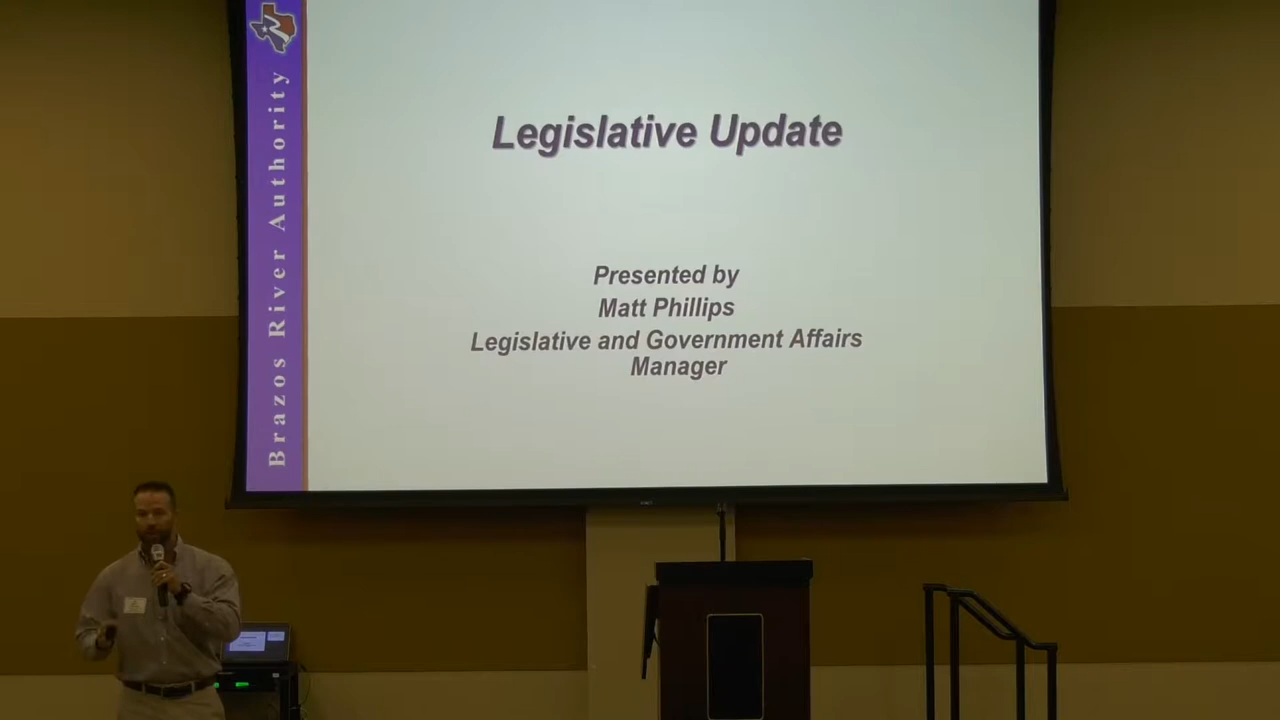 Brazos River Authority
Legislative Update
Presented by
Matt Phillips
Legislative and Government Affairs
Manager